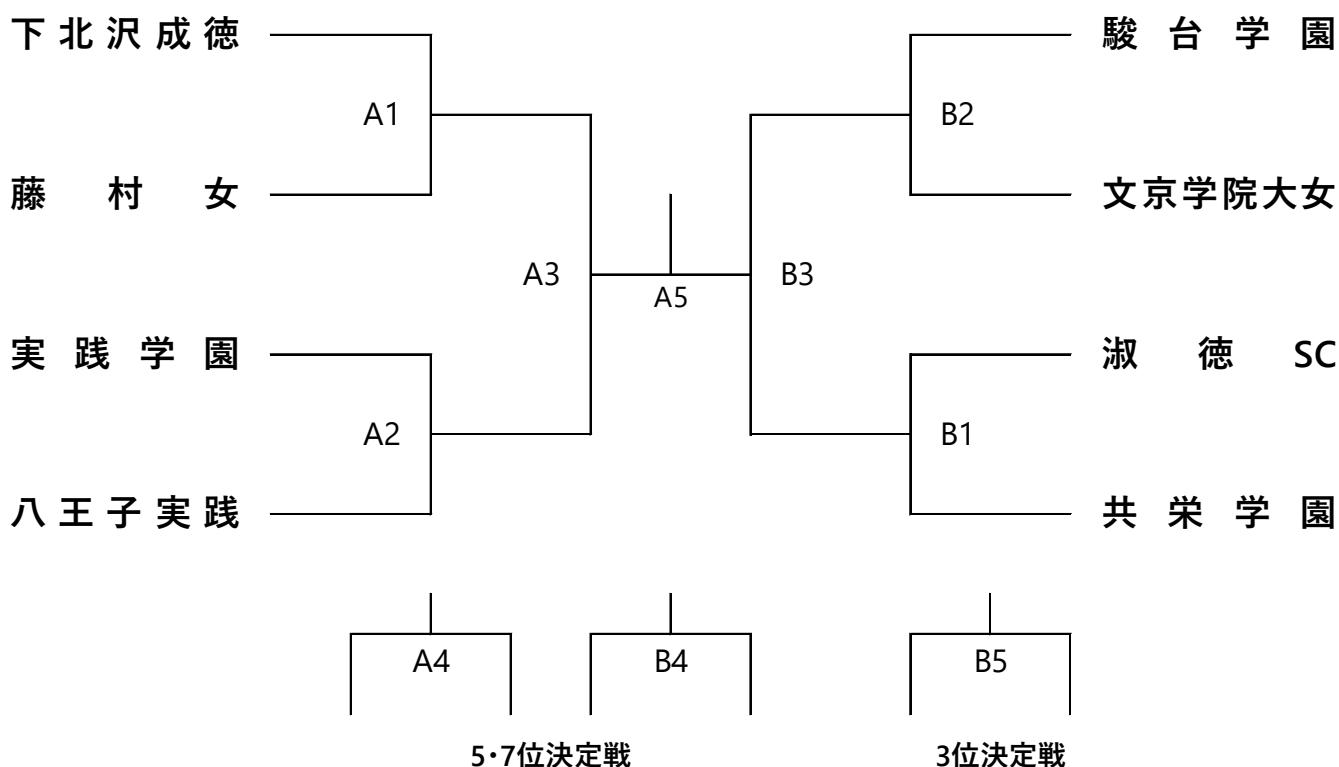 下北沢成徳
駿台学園
A1
B2
藤村女
文京学院大女
A3
A5
B3
実践学園
淑徳SC
A2
B1
八王子実践
共栄学園
A4
B4
B5
5・7位決定戦
3位決定戦